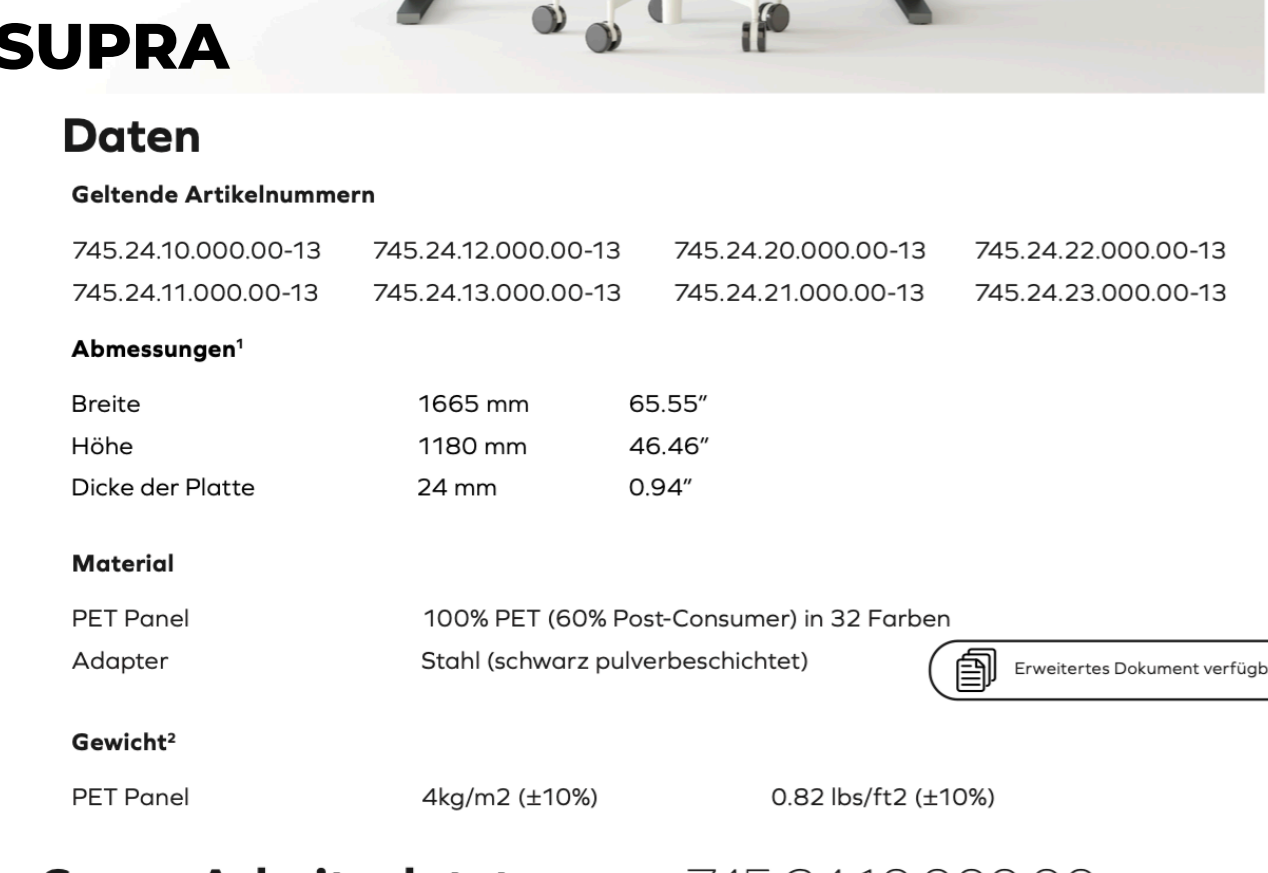 SUPRA
Daten
Geltende Artikelnummern
745.24.10.000.00-13 745.24.12.000.00-13 745.24.20.000.00-13 745.24.22.000.00-13
745.24.11.000.00-13 745.24.13.000.00-13 745.24.21.000.00-13 745.24.23.000.00-13
Abmessungen¹
Breite 1665 mm 65.55”
Höhe 1180 mm 46.46”
Dicke der Platte 24 mm 0.94”
Material
PET Panel 100% PET (60% Post-Consumer) in 32 Farben
Adapter Stahl (schwarz pulverbeschichtet)
Erweitertes Dokument verfügb
Gewicht²
PET Panel 4kg/m2 (±10%) 0.82 lbs/ft2 (±10%)